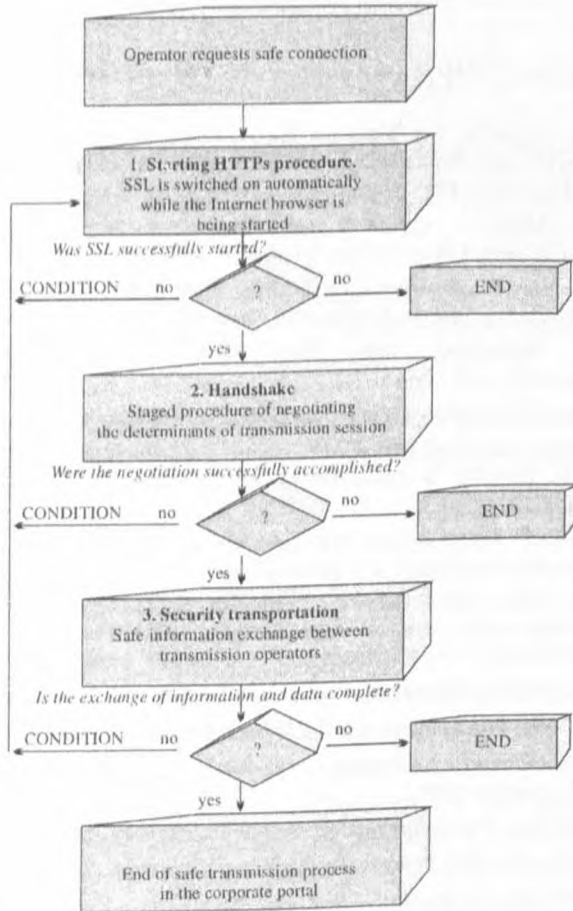 Operator requests safe connection
1. Starting HTTPs procedure.
SSL is switched on automatically
while the Internet browser is
being started
Was SSL successfully started?
CONDITION no ? no END
yes
2. Handshake
Staged procedure of negotiating
the determinants of transmission session
Were the negotiation successfully accomplished?
CONDITION no ? no END
yes
3. Security transportation
Safe information exchange between
transmission operators
Is the exchange of information and data complete?
CONDITION no ? no END
yes
End of safe transmission process
in the corporate portal